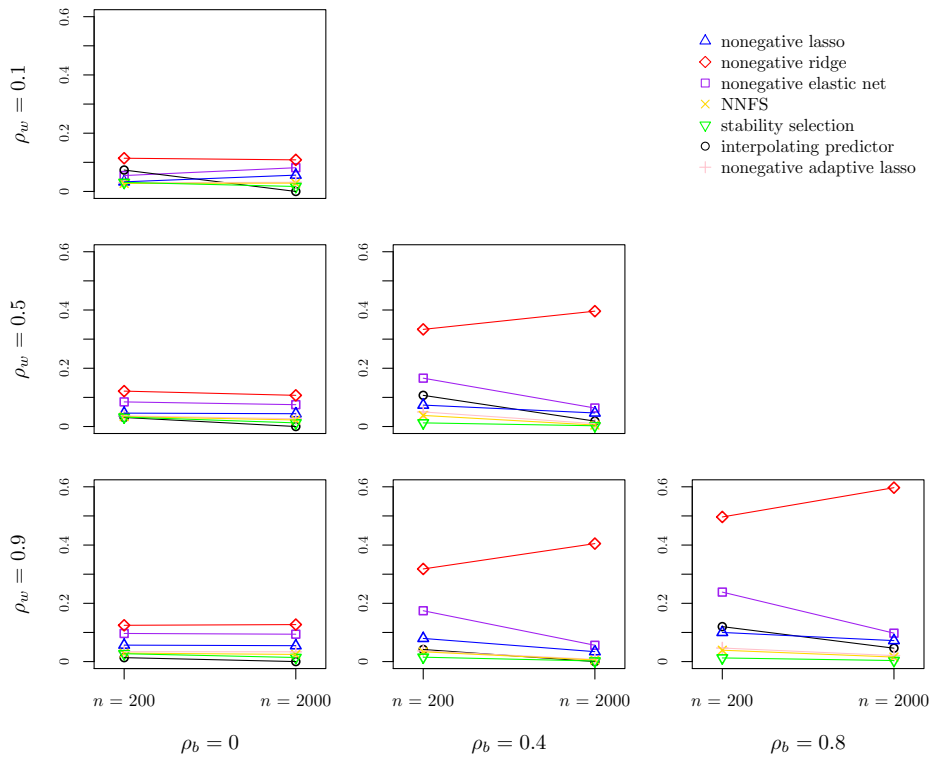 0.6
0.4
0.2
0
ρw = 0.1
nonegative lasso
nonegative ridge
nonegative elastic net
NNFS
stability selection
interpolating predictor
nonegative adaptive lasso
0.6
0.4
0.2
0
ρw = 0.5
0.6
0.4
0.2
0
0.6
0.4
0.2
0
ρw = 0.9
0.6
0.4
0.2
0
0.6
0.4
0.2
0
n = 200 n = 2000
n = 200 n = 2000
n = 200 n = 2000
ρb = 0
ρb = 0.4
ρb = 0.8